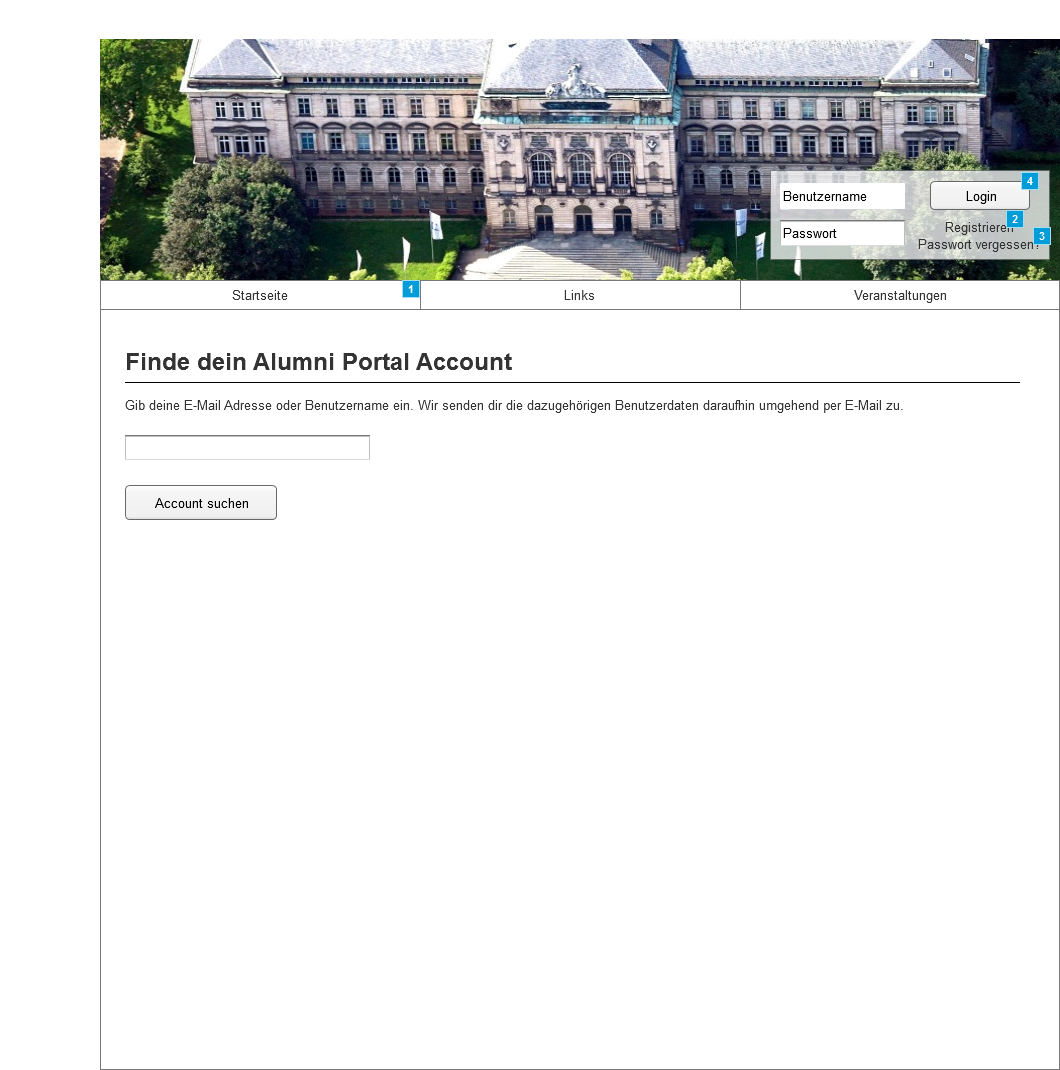 Benutzername
4
Login
2
Passwort
Registrieren
3
Passwort vergessen?
Startseite
1
Links
Veranstaltungen
Finde dein Alumni Portal Account
Gib deine E-Mail Adresse oder Benutzername ein. Wir senden dir die dazugehörigen Benutzerdaten daraufhin umgehend per E-Mail zu.
Account suchen